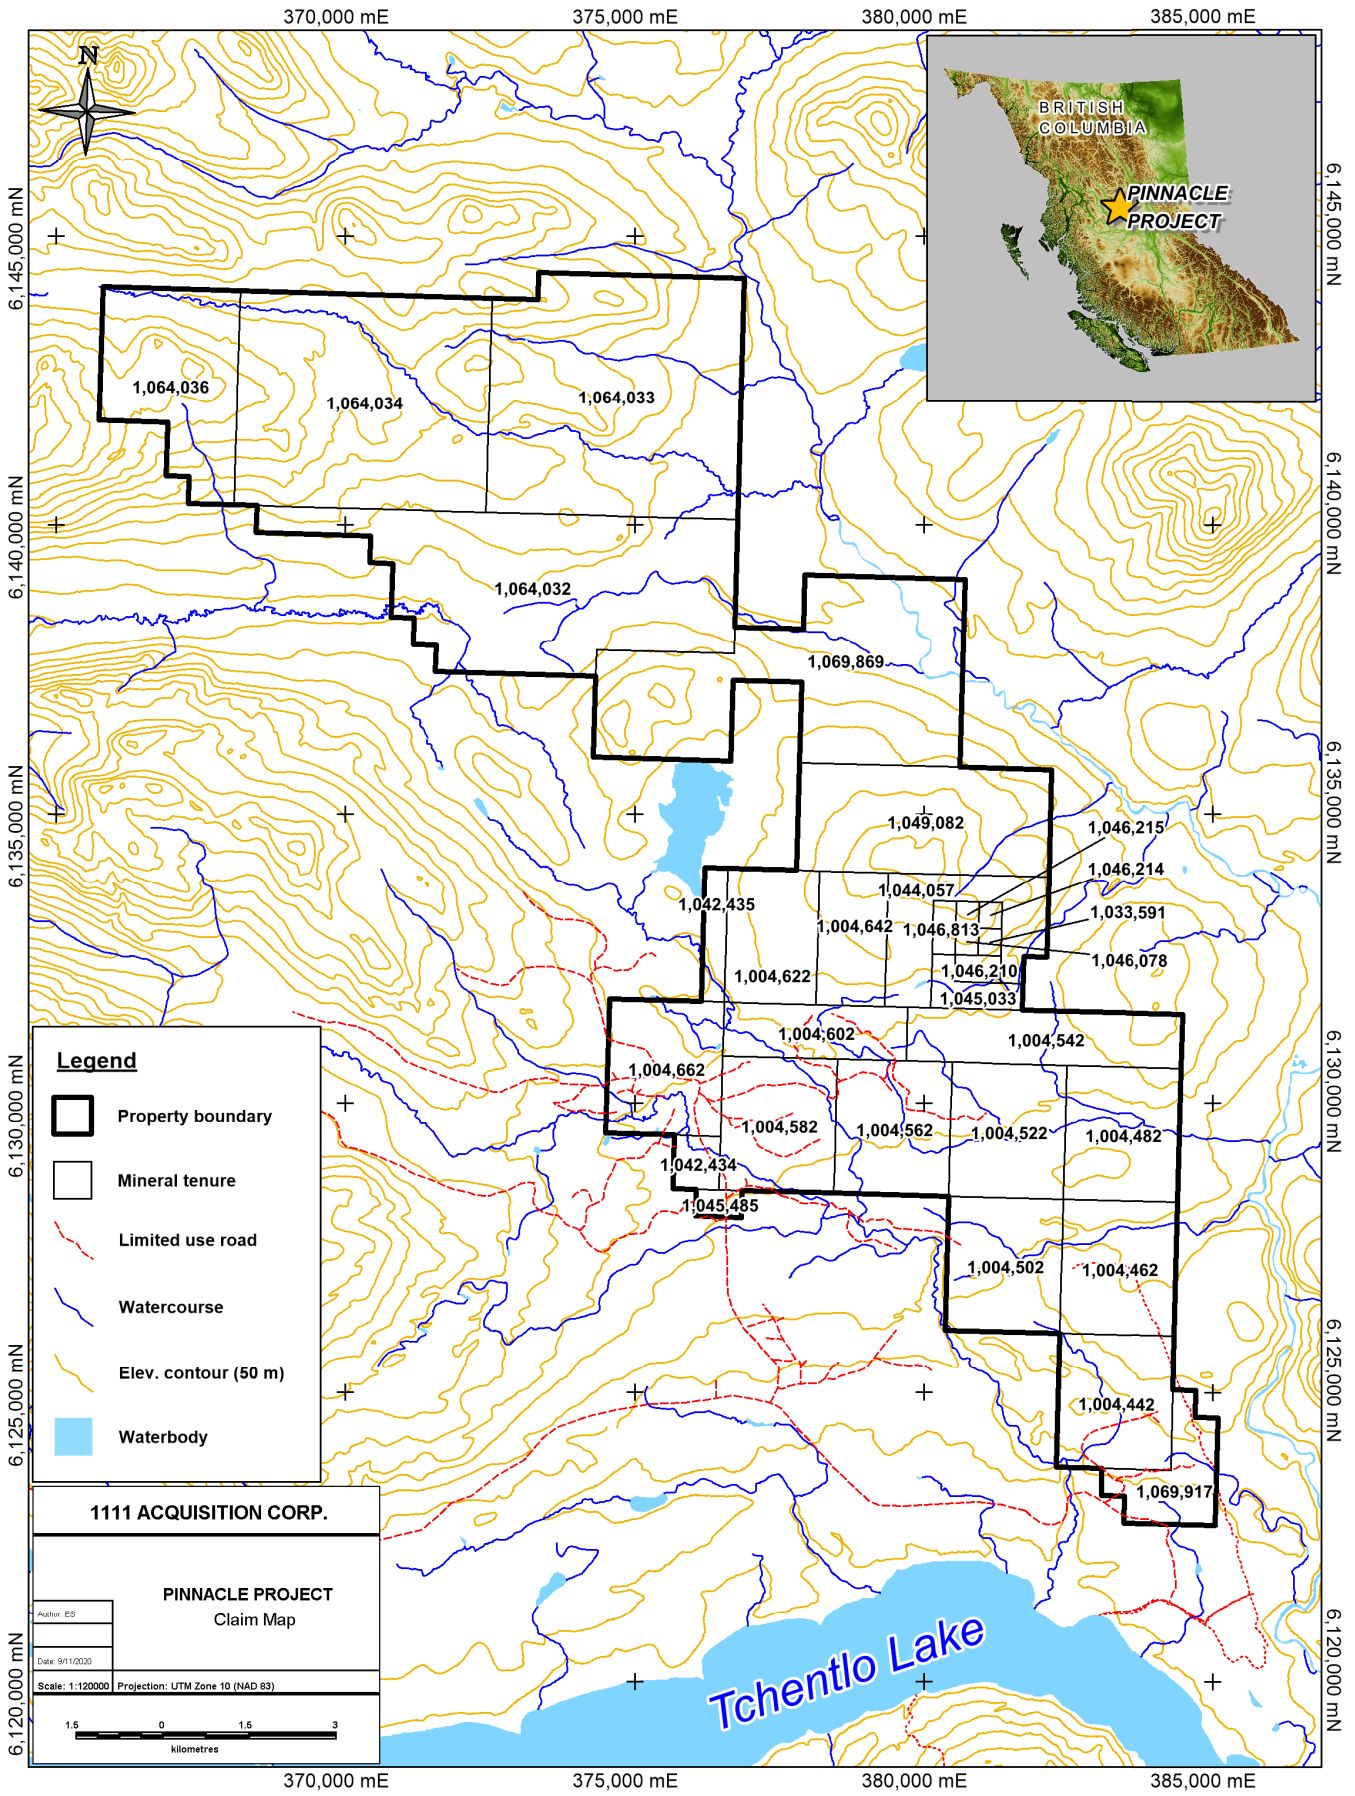 370,000 mE
375,000 mE
380,000 mE
385,000 mE
N
BRITISH
COLUMBIA
PINNACLE
PROJECT
6,145,000 mN
6,145,000 mN
1,064,036
1,064,034
1,064,033
6,140,000 mN
6,140,000 mN
1,064,032
1,069,869
6,135,000 mN
6,135,000 mN
1,049,082
1,046,215
1,046,214
1,044,057
1,042,435
1,033,591
1,004,642
1,046,813
1,046,078
1,004,622
1,046,210
1,045,033
1,004,602
1,004,542
6,130,000 mN
6,130,000 mN
1,004,662
1,004,582
1,004,562
1,004,522
1,004,482
1,042,434
1,045,485
1,004,502
1,004,462
6,125,000 mN
6,125,000 mN
1,004,442
1,069,917
Legend
Property boundary
Mineral tenure
Limited use road
Watercourse
Elev. contour (50 m)
Waterbody
1111 ACQUISITION CORP.
PINNACLE PROJECT
Claim Map
Author: ES
Date: 9/11/2020
Scale: 1:120000
Projection: UTM Zone 10 (NAD 83)
1.5
0
1.5
3
kilometres
Tchentlo Lake
6,120,000 mN
6,120,000 mN
370,000 mE
375,000 mE
380,000 mE
385,000 mE